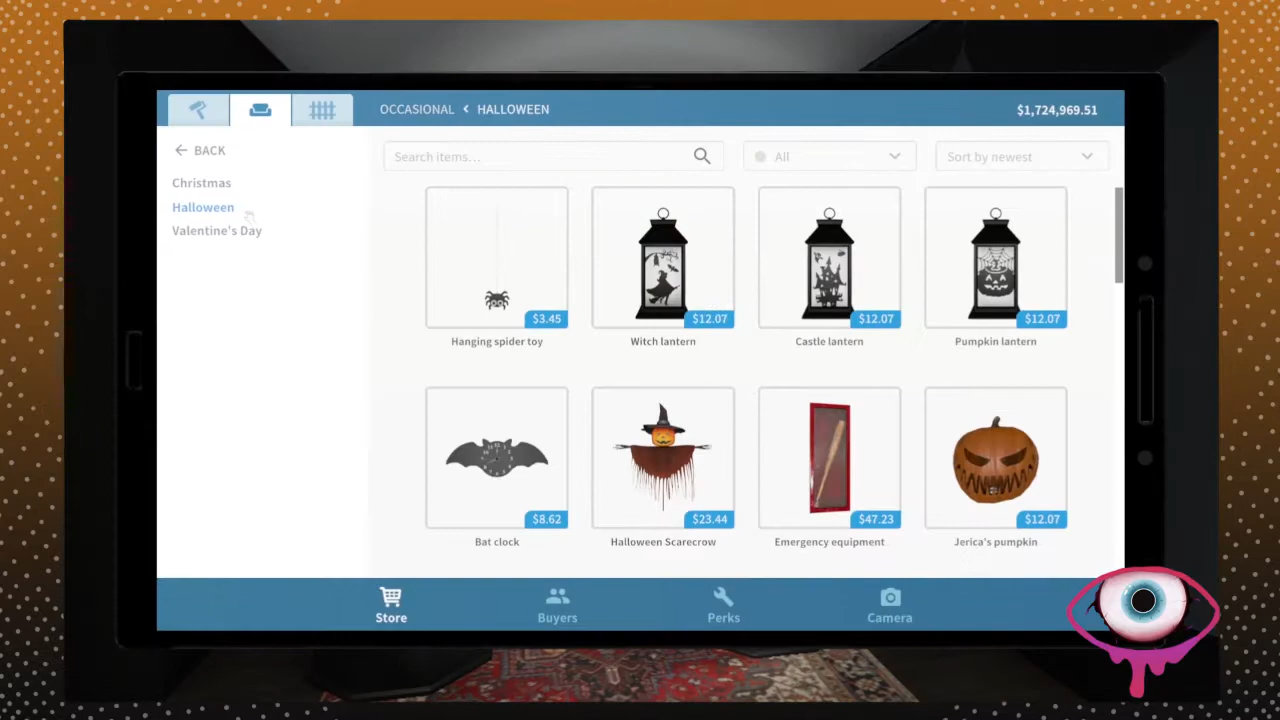 OCCASIONAL < HALLOWEEN
$1,724,969.51
BACK
Search items...
All
Sort by newest
Christmas
Halloween
Valentine's Day
$3.45
$12.07
$12.07
$12.07
Hanging spider toy
Witch lantern
Castle lantern
Pumpkin lantern
$8.62
$23.44
$47.23
$12.07
Bat clock
Halloween Scarecrow
Emergency equipment
Jerica's pumpkin
Store
Buyers
Perks
Camera